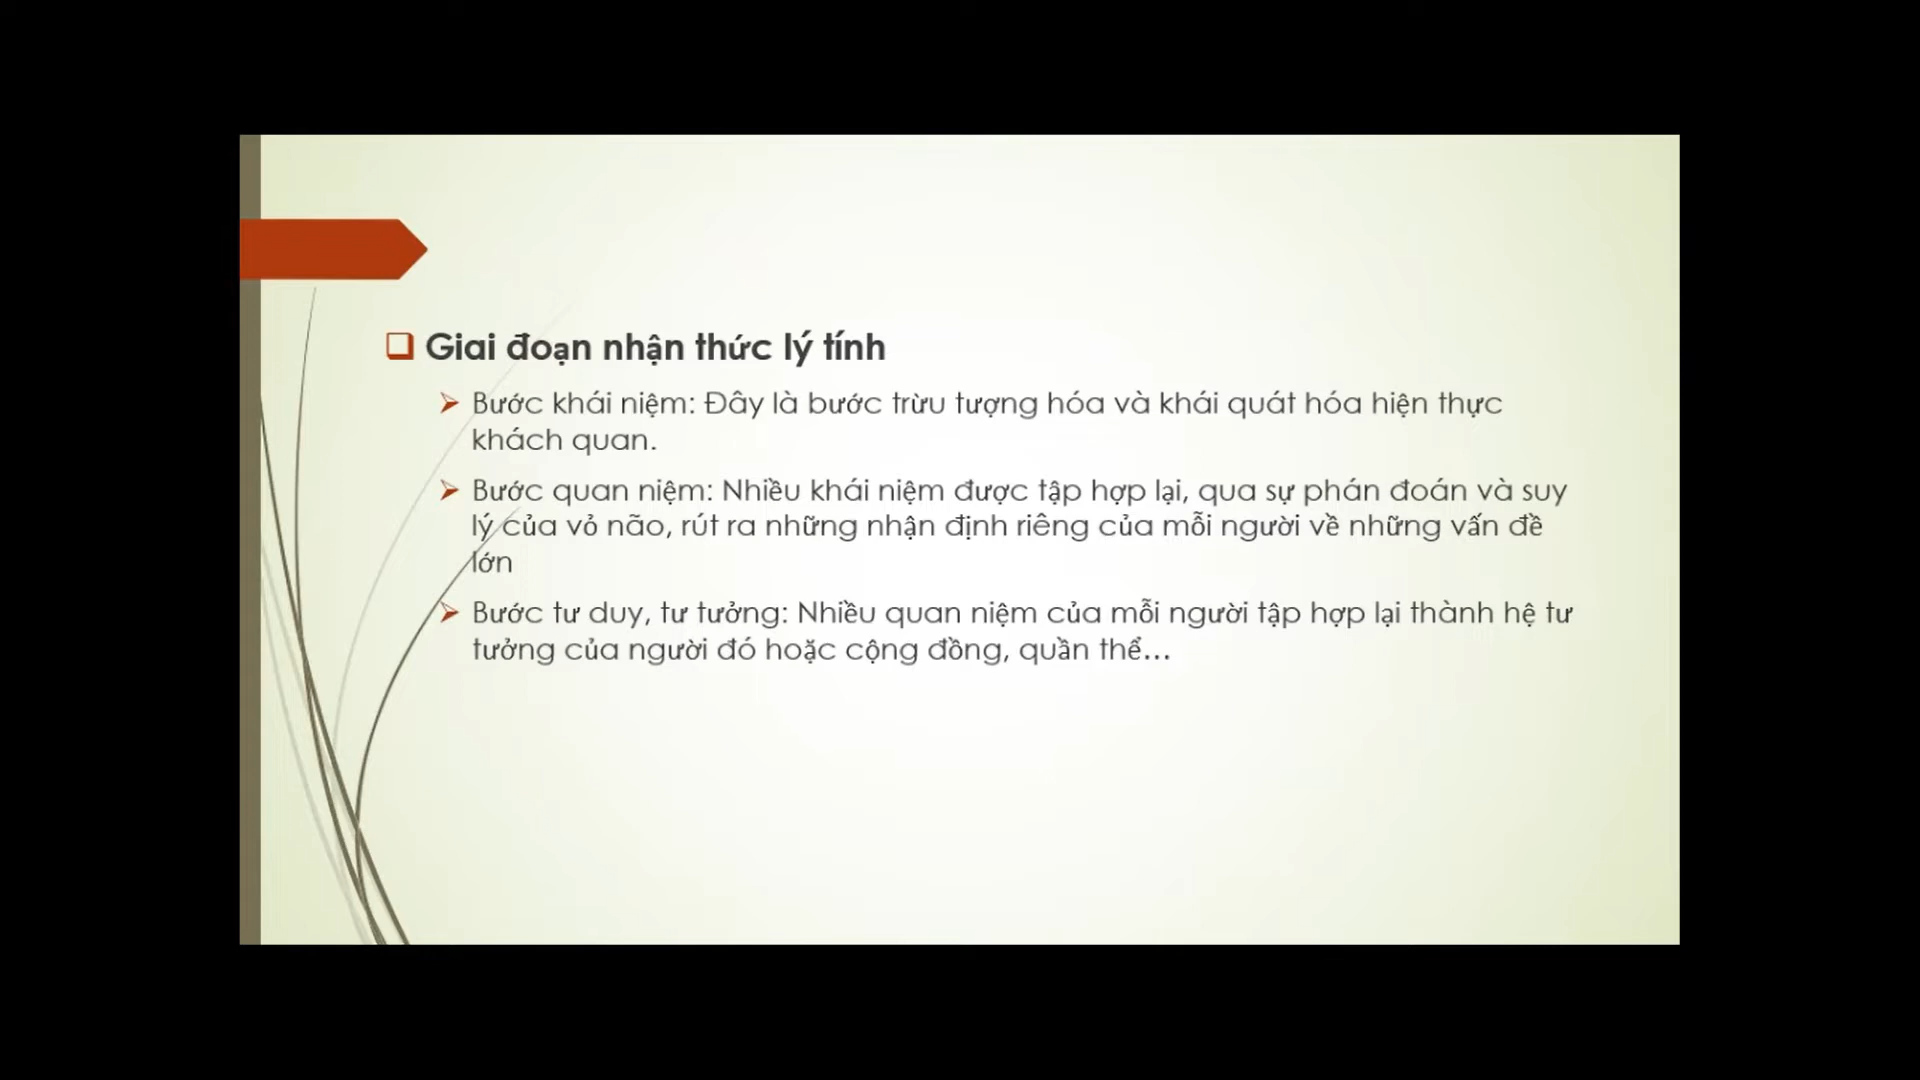 Giai đoạn nhận thức lý tính
Bước khái niệm: Đây là bước trừu tượng hóa và khái quát hóa hiện thực
khách quan.
Bước quan niệm: Nhiều khái niệm được tập hợp lại, qua sự phán đoán và suy
lý của vỏ não, rút ra những nhận định riêng của mỗi người về những vấn đề
lớn
Bước tư duy, tư tưởng: Nhiều quan niệm của mỗi người tập hợp lại thành hệ tư
tưởng của người đó hoặc cộng đồng, quần thể...